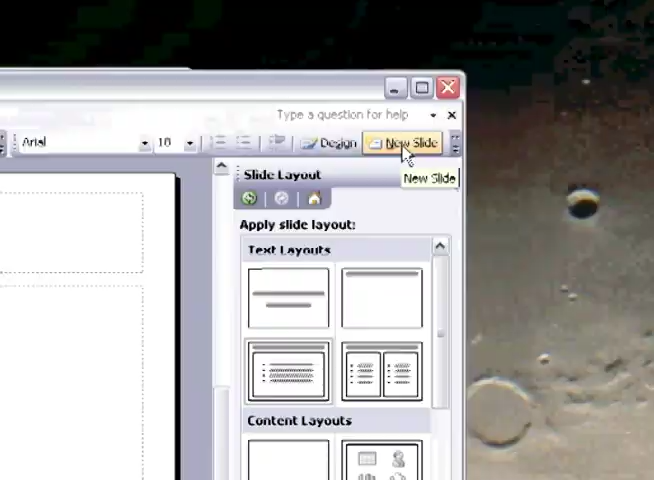 Type a question for help
Arial 18 Design New Slide
Slide Layout
New Slide
Apply slide layout:
Text Layouts
Content Layouts